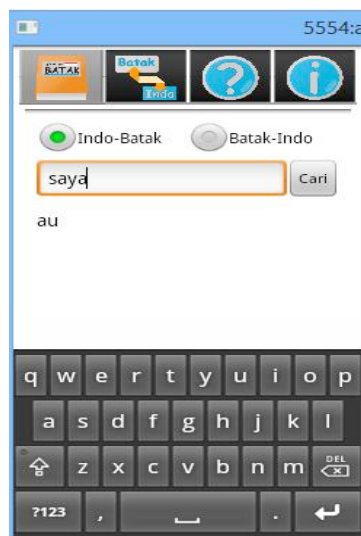 5554:a
BATAK
Batak
Indo
?
i
Indo-Batak Batak-Indo
saya Cari
au
q w e r t y u i o p
a s d f g h j k l
z x c v b n m DEL
?123 , .